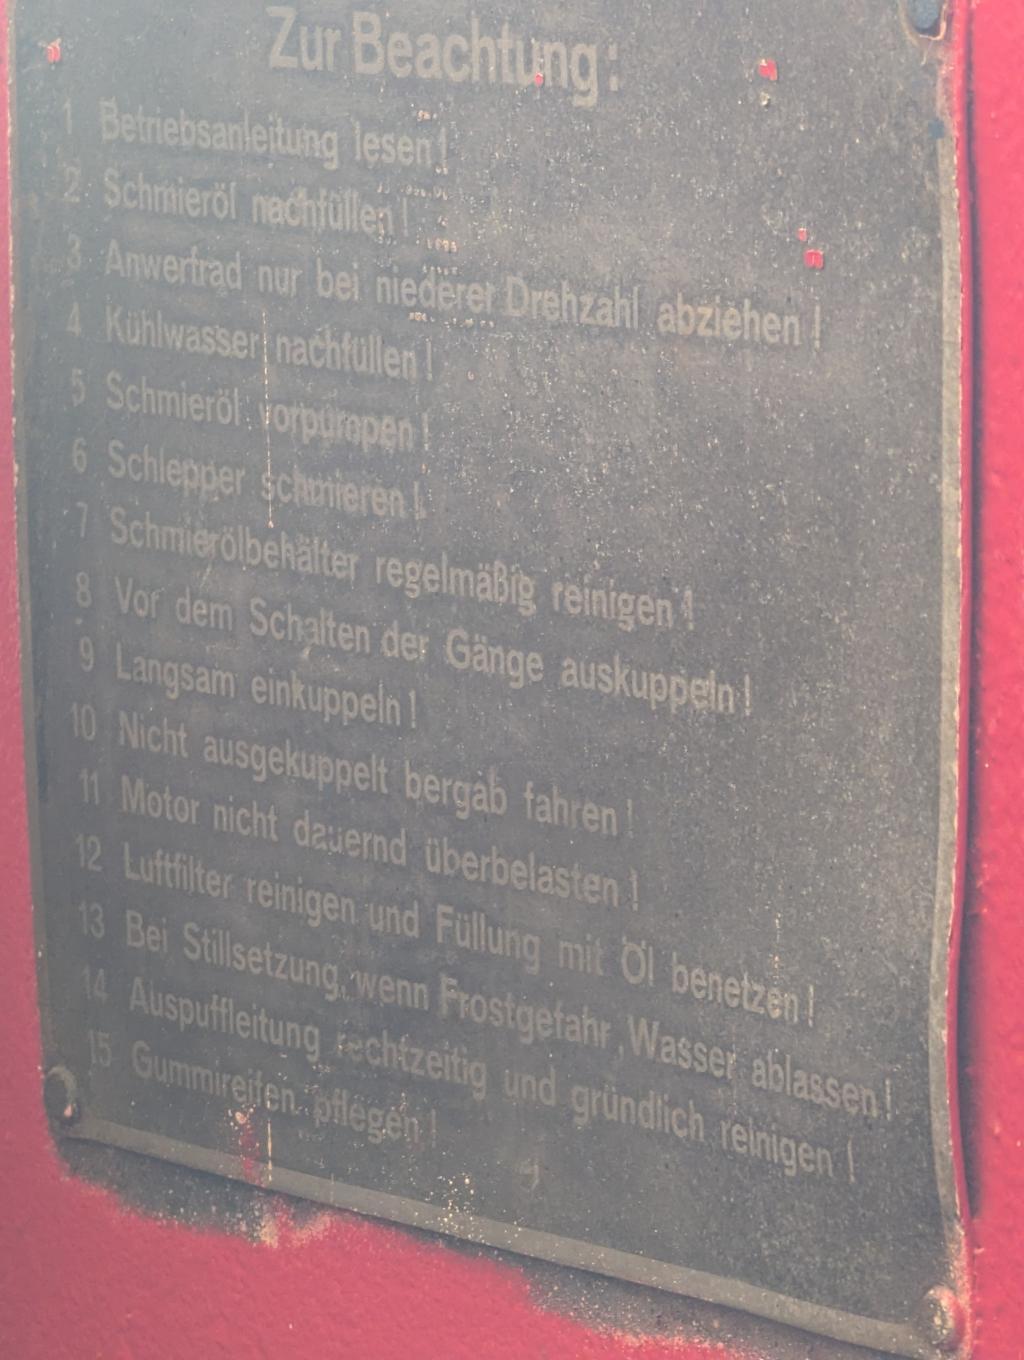 Zur Beachtung:
1 Betriebsanleitung lesen!
2 Schmieröl nachfüllen!
3 Anwerfrad nur bei niederer Drehzahl abziehen!
4 Kühlwasser nachfüllen!
5 Schmieröl vorpumpen!
6 Schlepper schmieren!
7 Schmierölbehälter regelmäßig reinigen!
8 Vor dem Schalten der Gänge auskuppeln!
9 Langsam einkuppeln!
10 Nicht ausgekuppelt bergab fahren!
11 Motor nicht dauernd überbelasten!
12 Luftfilter reinigen und Füllung mit Öl benetzen!
13 Bei Stillsetzung, wenn Frostgefahr, Wasser ablassen!
14 Auspuffleitung rechtzeitig und gründlich reinigen!
15 Gummireifen pflegen!